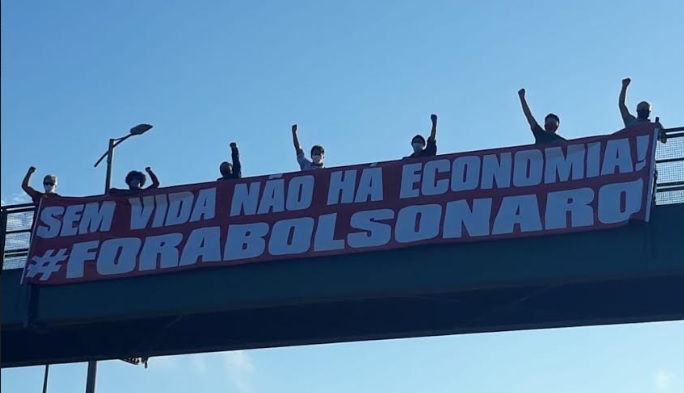 SEM VIDA NÃO HÁ ECONOMIA!
#FORABOLSONARO